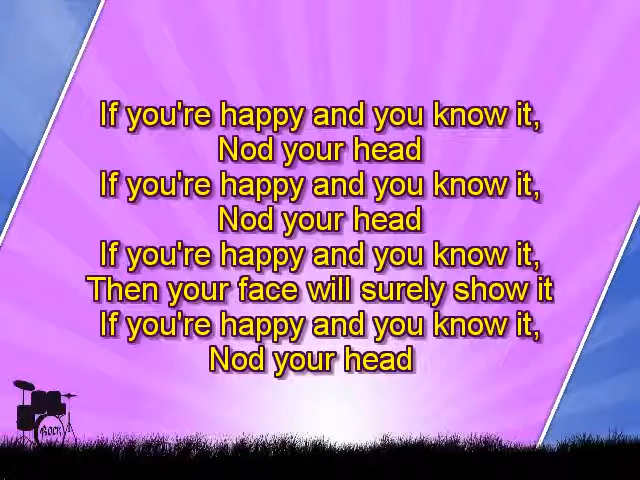 If you're happy and you know it,
Nod your head
If you're happy and you know it,
Nod your head
If you're happy and you know it,
Then your face will surely show it
If you're happy and you know it,
Nod your head
ROCK